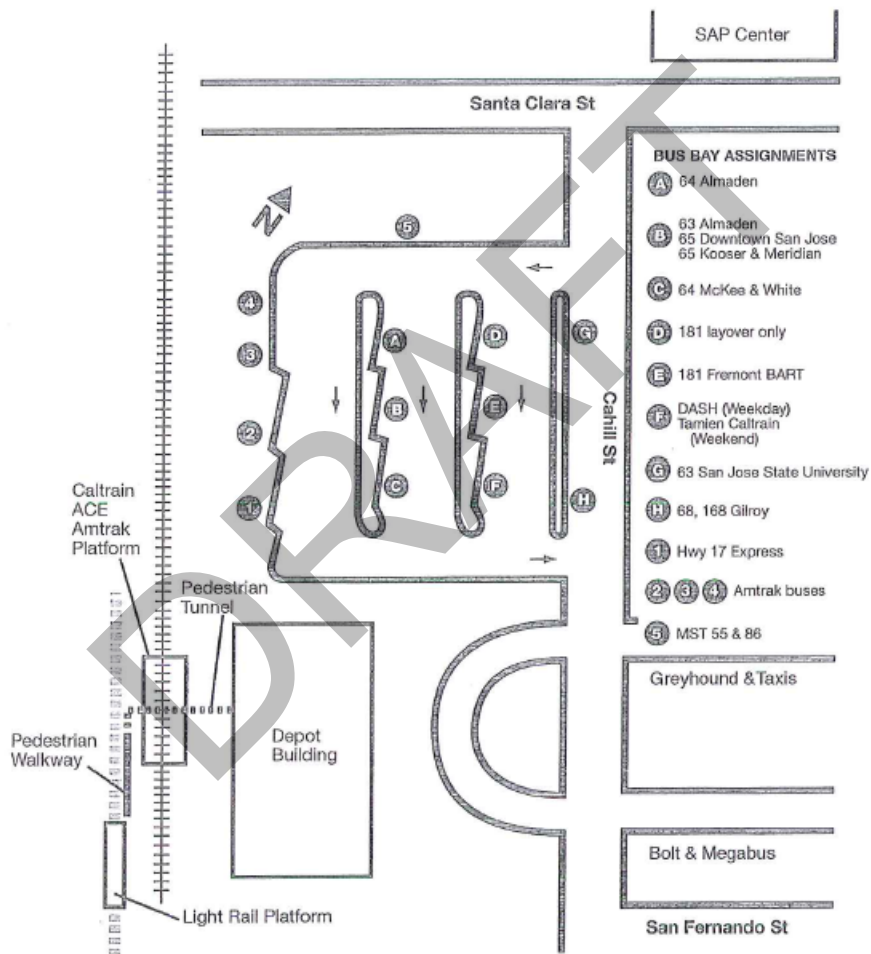 SAP Center
Santa Clara St
BUS BAY ASSIGNMENTS
A 64 Almaden
B 63 Almaden
65 Downtown San Jose
65 Kooser & Meridian
C 64 McKee & White
D 181 layover only
E 181 Fremont BART
F DASH (Weekday)
Tamien Caltrain
(Weekend)
G 63 San Jose State University
H 68, 168 Gilroy
1 Hwy 17 Express
2 3 4 Amtrak buses
5 MST 55 & 86
N
5
4
3
2
1
A
B
C
D
E
F
G
H
Cahill St
Caltrain
ACE
Amtrak
Platform
Pedestrian
Tunnel
Pedestrian
Walkway
Depot
Building
Light Rail Platform
Greyhound & Taxis
Bolt & Megabus
San Fernando St
DRAFT